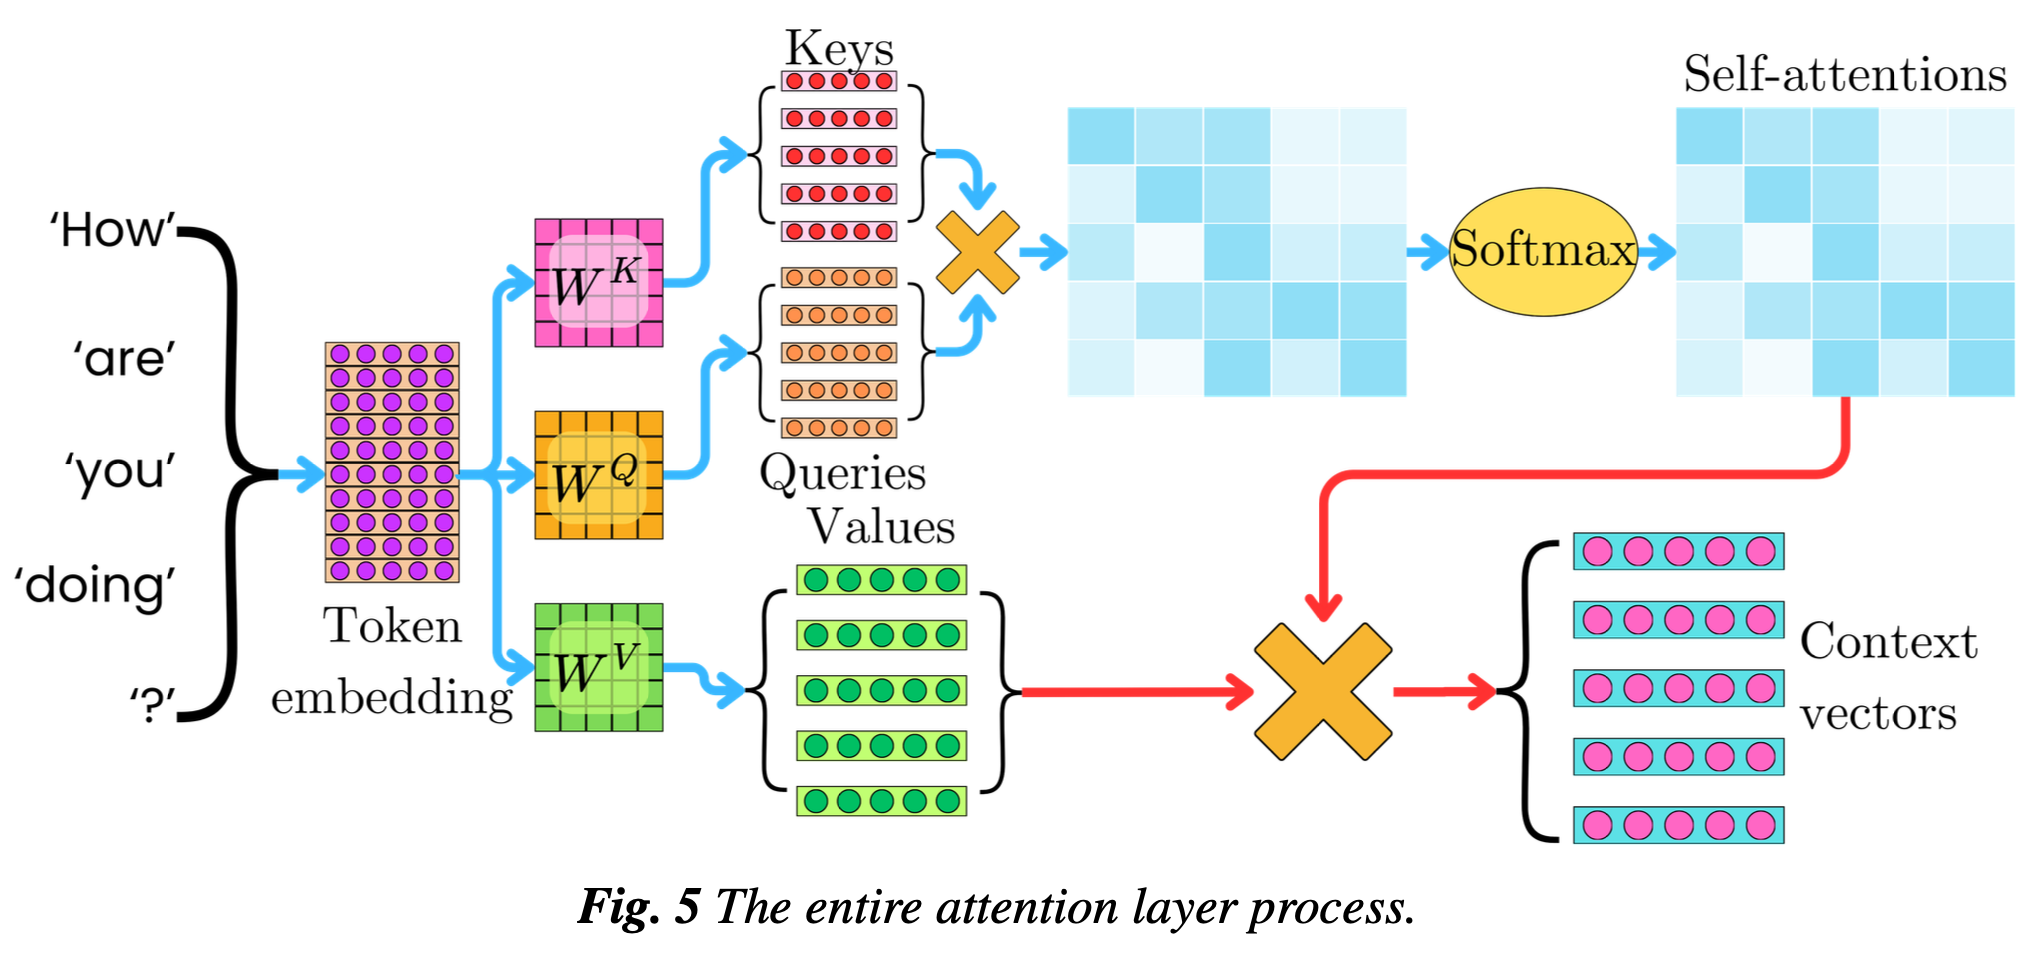 ‘How’
‘are’
‘you’
‘doing’
‘?’
Token
embedding
W^K
W^Q
W^V
Keys
Queries
Values
Softmax
Self-attentions
Context
vectors
Fig. 5 The entire attention layer process.